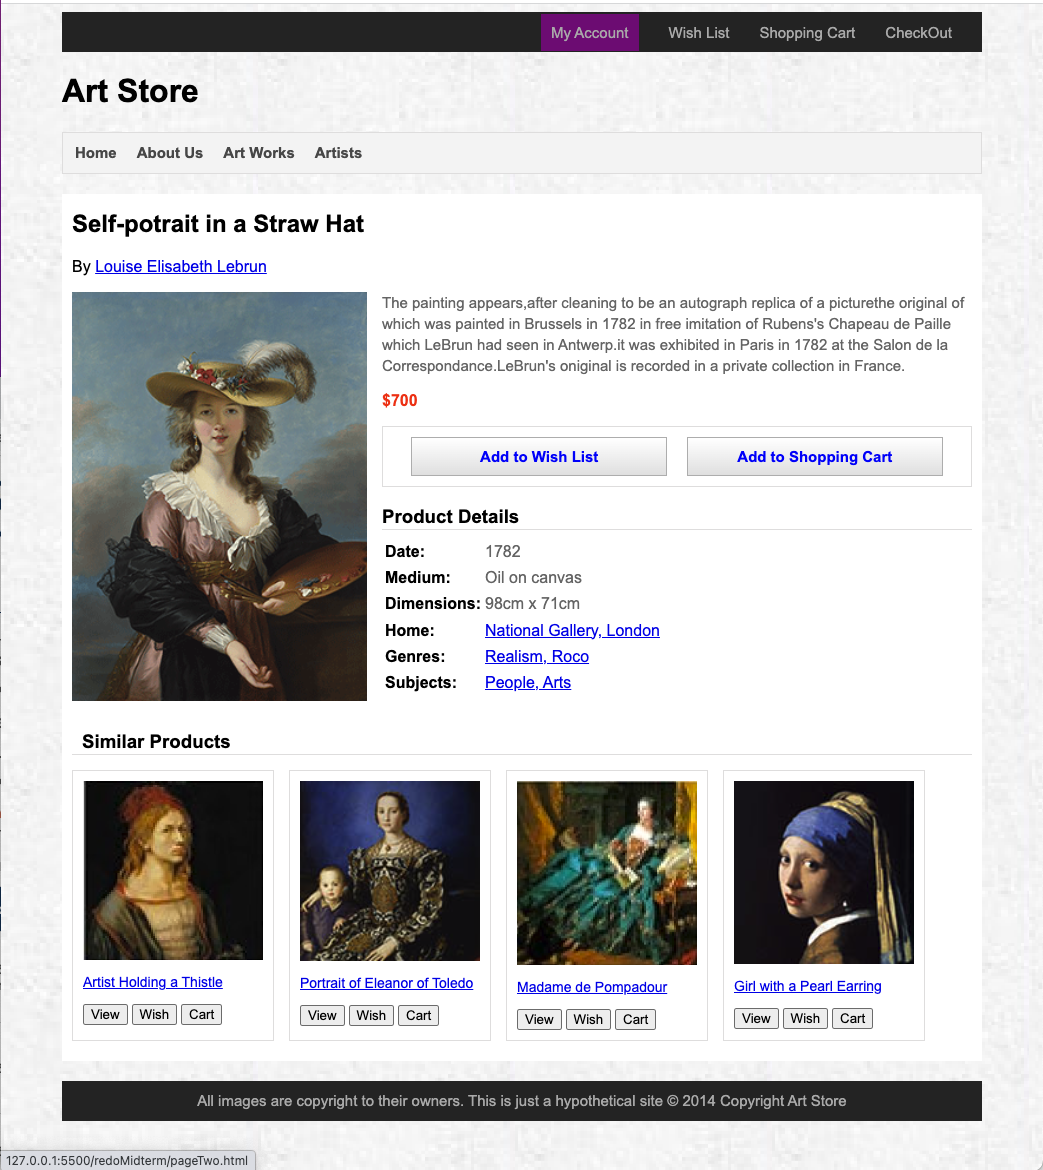 My Account Wish List Shopping Cart CheckOut
Art Store
Home About Us Art Works Artists
Self-potrait in a Straw Hat
By Louise Elisabeth Lebrun
The painting appears,after cleaning to be an autograph replica of a picturethe original of
which was painted in Brussels in 1782 in free imitation of Rubens's Chapeau de Paille
which LeBrun had seen in Antwerp.it was exhibited in Paris in 1782 at the Salon de la
Correspondance.LeBrun's oniginal is recorded in a private collection in France.
$700
Add to Wish List Add to Shopping Cart
Product Details
Date: 1782
Medium: Oil on canvas
Dimensions: 98cm x 71cm
Home: National Gallery, London
Genres: Realism, Roco
Subjects: People, Arts
Similar Products
Artist Holding a Thistle
View Wish Cart
Portrait of Eleanor of Toledo
View Wish Cart
Madame de Pompadour
View Wish Cart
Girl with a Pearl Earring
View Wish Cart
All images are copyright to their owners. This is just a hypothetical site © 2014 Copyright Art Store
127.0.0.1:5500/redoMidterm/pageTwo.html